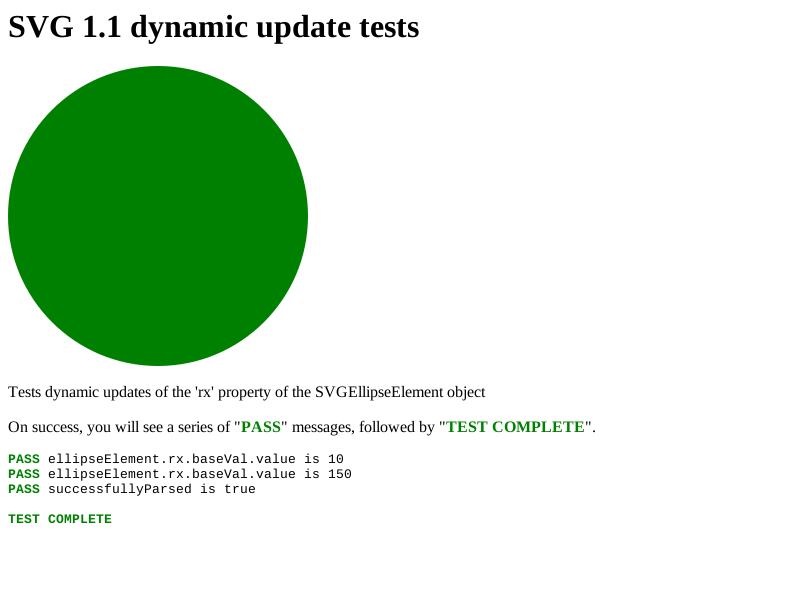 SVG 1.1 dynamic update tests
Tests dynamic updates of the 'rx' property of the SVGEllipseElement object
On success, you will see a series of "PASS" messages, followed by "TEST COMPLETE".
PASS ellipseElement.rx.baseVal.value is 10
PASS ellipseElement.rx.baseVal.value is 150
PASS successfullyParsed is true
TEST COMPLETE